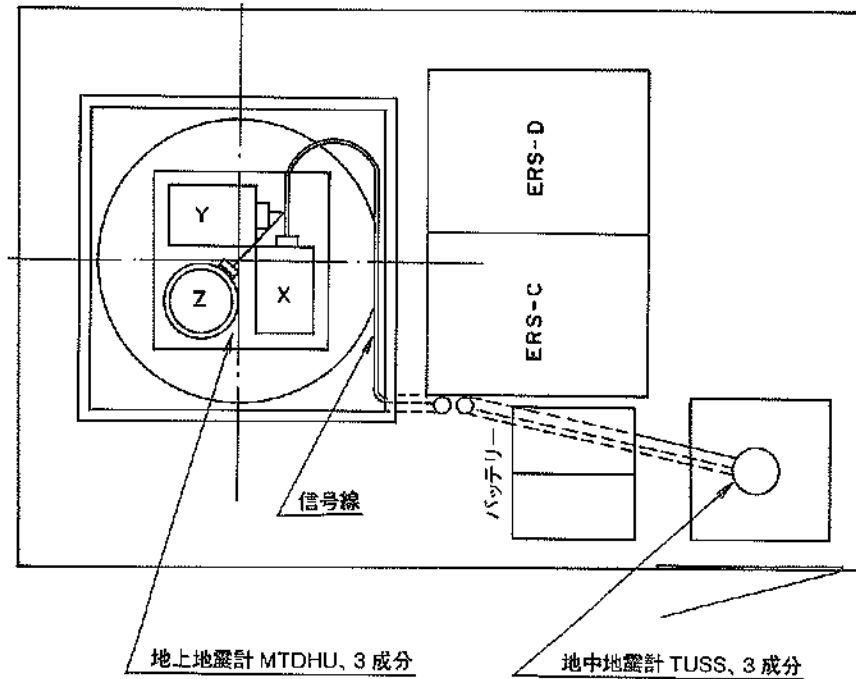 ERS-D
Y
Z
X
ERS-C
バッテリー
信号線
地上地震計 MTDHU、3 成分
地中地震計 TUSS、3 成分